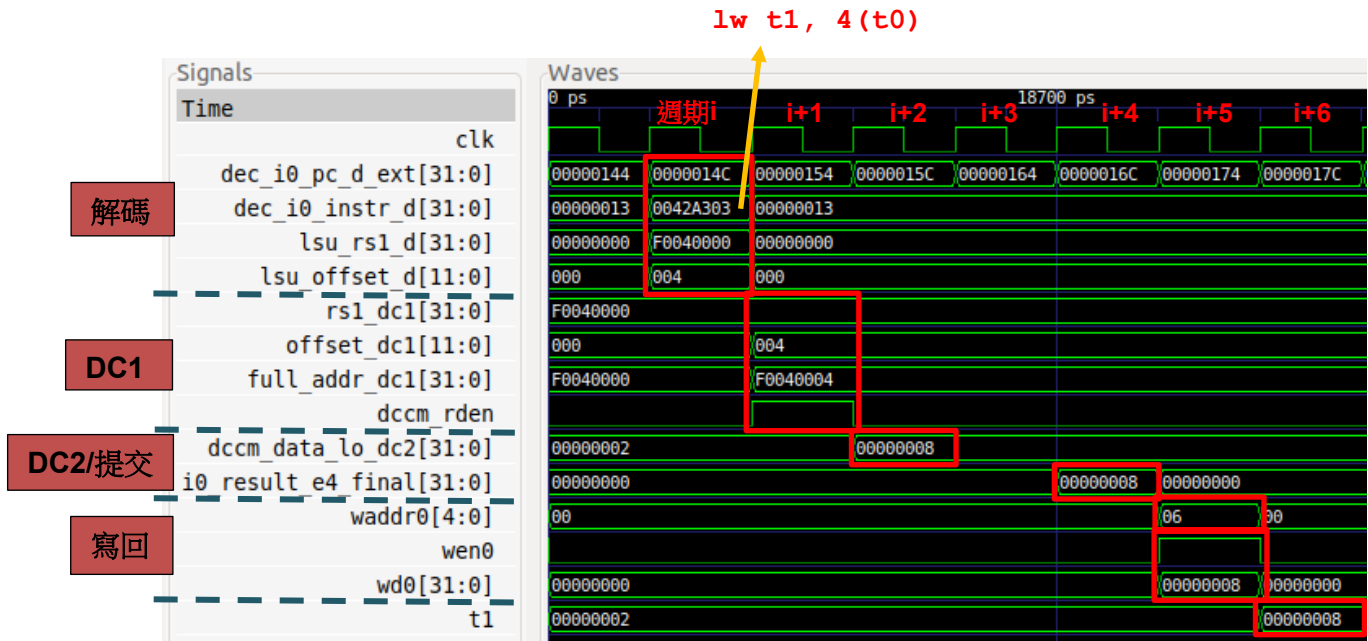 lw t1, 4(t0)
Signals
Waves
Time
0 ps
18700 ps
週期i
i+1
i+2
i+3
i+4
i+5
i+6
clk
解碼
dec_i0_pc_d_ext[31:0]
00000144 0000014C 00000154 0000015C 00000164 0000016C 00000174 0000017C
dec_i0_instr_d[31:0]
00000013 0042A303 00000013
lsu_rs1_d[31:0]
00000000 F0040000 00000000
lsu_offset_d[11:0]
000 004 000
DC1
rs1_dc1[31:0]
F0040000
offset_dc1[11:0]
000 004
full_addr_dc1[31:0]
F0040000 F0040004
dccm_rden
DC2/提交
dccm_data_lo_dc2[31:0]
00000002 00000008
i0_result_e4_final[31:0]
00000000 00000008 00000000
寫回
waddr0[4:0]
00 06 00
wen0
wd0[31:0]
00000000 00000008 00000000
t1
00000002 00000008